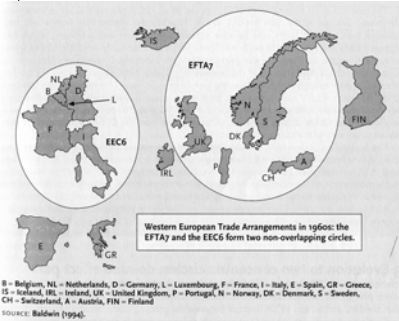 IS
EFTA7
NL
D
B
L
F
EEC6
I
N
S
FIN
UK
DK
IRL
P
CH
A
E
GR
Western European Trade Arrangements in 1960s: the
EFTA7 and the EEC6 form two non-overlapping circles.
B = Belgium, NL = Netherlands, D = Germany, L = Luxembourg, F = France, I = Italy, E = Spain, GR = Greece,
IS = Iceland, IRL = Ireland, UK = United Kingdom, P = Portugal, N = Norway, DK = Denmark, S = Sweden,
CH = Switzerland, A = Austria, FIN = Finland
SOURCE: Baldwin (1994).